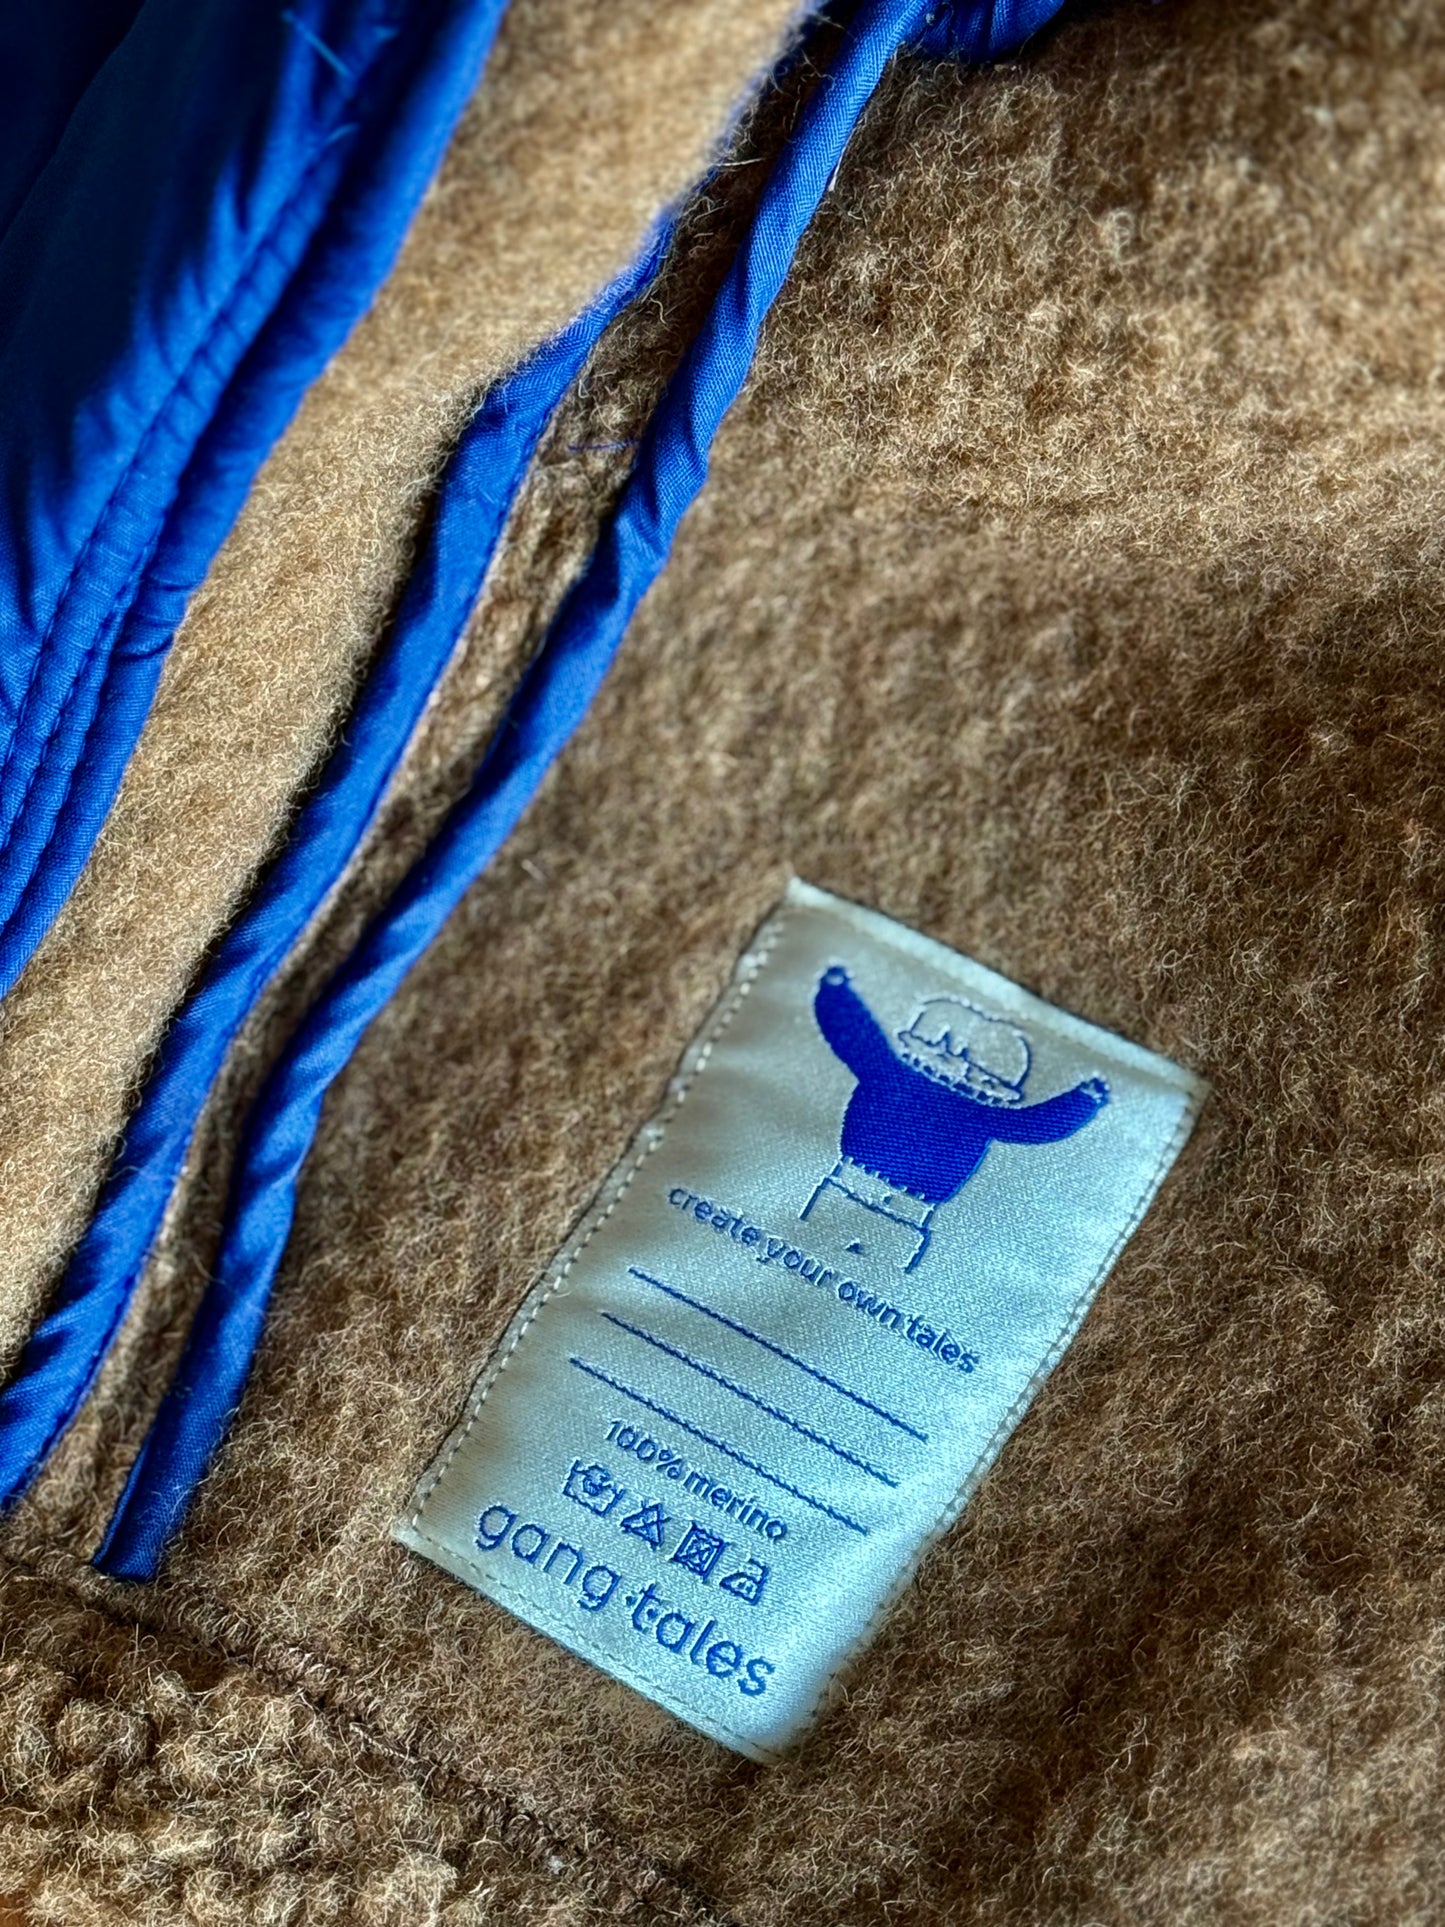 create your own tales
100% merino
gang·tales